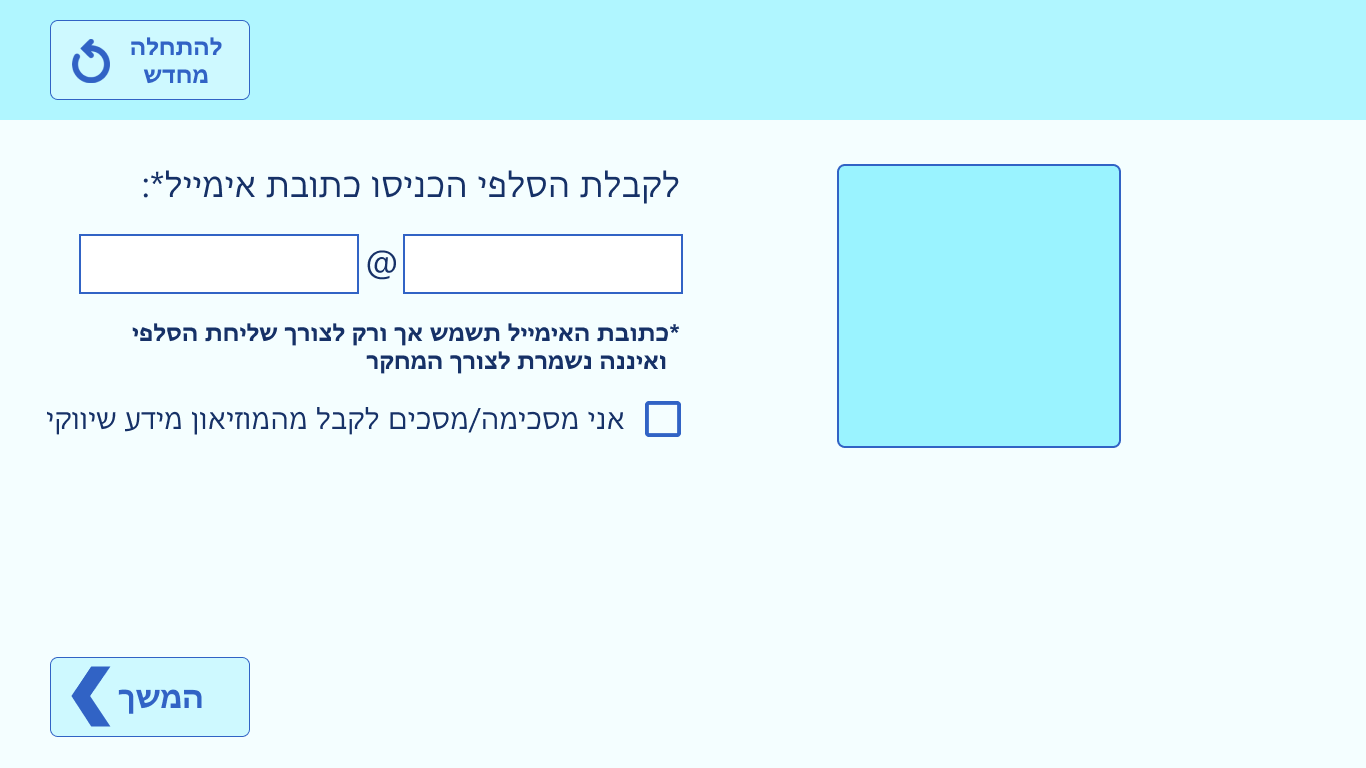 להתחלה
מחדש
לקבלת הסלפי הכניסו כתובת אימייל*:
@
*כתובת האימייל תשמש אך ורק לצורך שליחת הסלפי
ואיננה נשמרת לצורך המחקר
אני מסכימה/מסכים לקבל מהמוזיאון מידע שיווקי
המשך